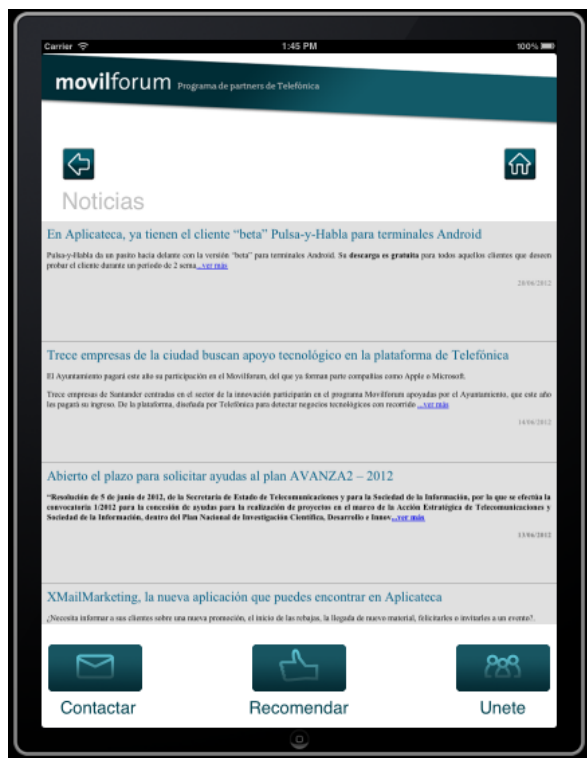 Carrier 1:45 PM 100%
movilforum Programa de partners de Telefónica
Noticias
En Aplicateca, ya tienen el cliente “beta” Pulsa-y-Habla para terminales Android
Pulsa-y-Habla da un pasito hacia delante con la versión “beta” para terminales Android. Su descarga es gratuita para todos aquellos clientes que deseen
probar el cliente durante un periodo de 2 sema...ver más
28/06/2012
Trece empresas de la ciudad buscan apoyo tecnológico en la plataforma de Telefónica
El Ayuntamiento pagará este año su participación en el Movilforum, del que ya forman parte compañías como Apple o Microsoft.
Trece empresas de Santander centradas en el sector de la innovación participarán en el programa Movilforum apoyadas por el Ayuntamiento, que este año
les pagará su ingreso. De la plataforma, diseñada por Telefónica para detectar negocios tecnológicos con recorrido ...ver más
14/06/2012
Abierto el plazo para solicitar ayudas al plan AVANZA2 – 2012
“Resolución de 5 de junio de 2012, de la Secretaría de Estado de Telecomunicaciones y para la Sociedad de la Información, por la que se efectúa la
convocatoria 1/2012 para la concesión de ayudas para la realización de proyectos en el marco de la Acción Estratégica de Telecomunicaciones y
Sociedad de la Información, dentro del Plan Nacional de Investigación Científica, Desarrollo e Innov...ver más
13/06/2012
XMailMarketing, la nueva aplicación que puedes encontrar en Aplicateca
¿Necesita informar a sus clientes sobre una nueva promoción, el inicio de las rebajas, la llegada de nuevo material, felicitarles o invitarles a un evento?.
Contactar Recomendar Unete